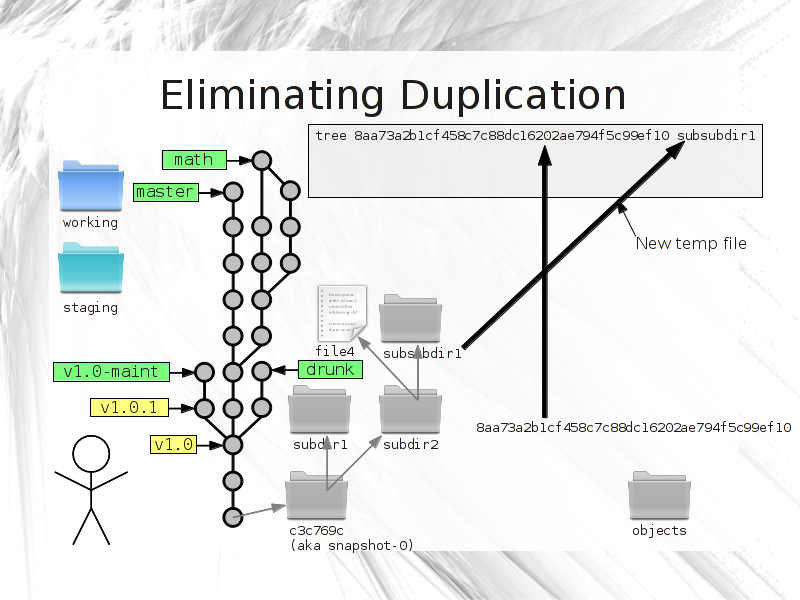 Eliminating Duplication
tree 8aa73a2b1cf458c7c88dc16202ae794f5c99ef10 subsubdir1
math
master
working
New temp file
staging
file4
subsubdir1
v1.0-maint
drunk
v1.0.1
8aa73a2b1cf458c7c88dc16202ae794f5c99ef10
v1.0
subdir1
subdir2
c3c769c
(aka snapshot-0)
objects